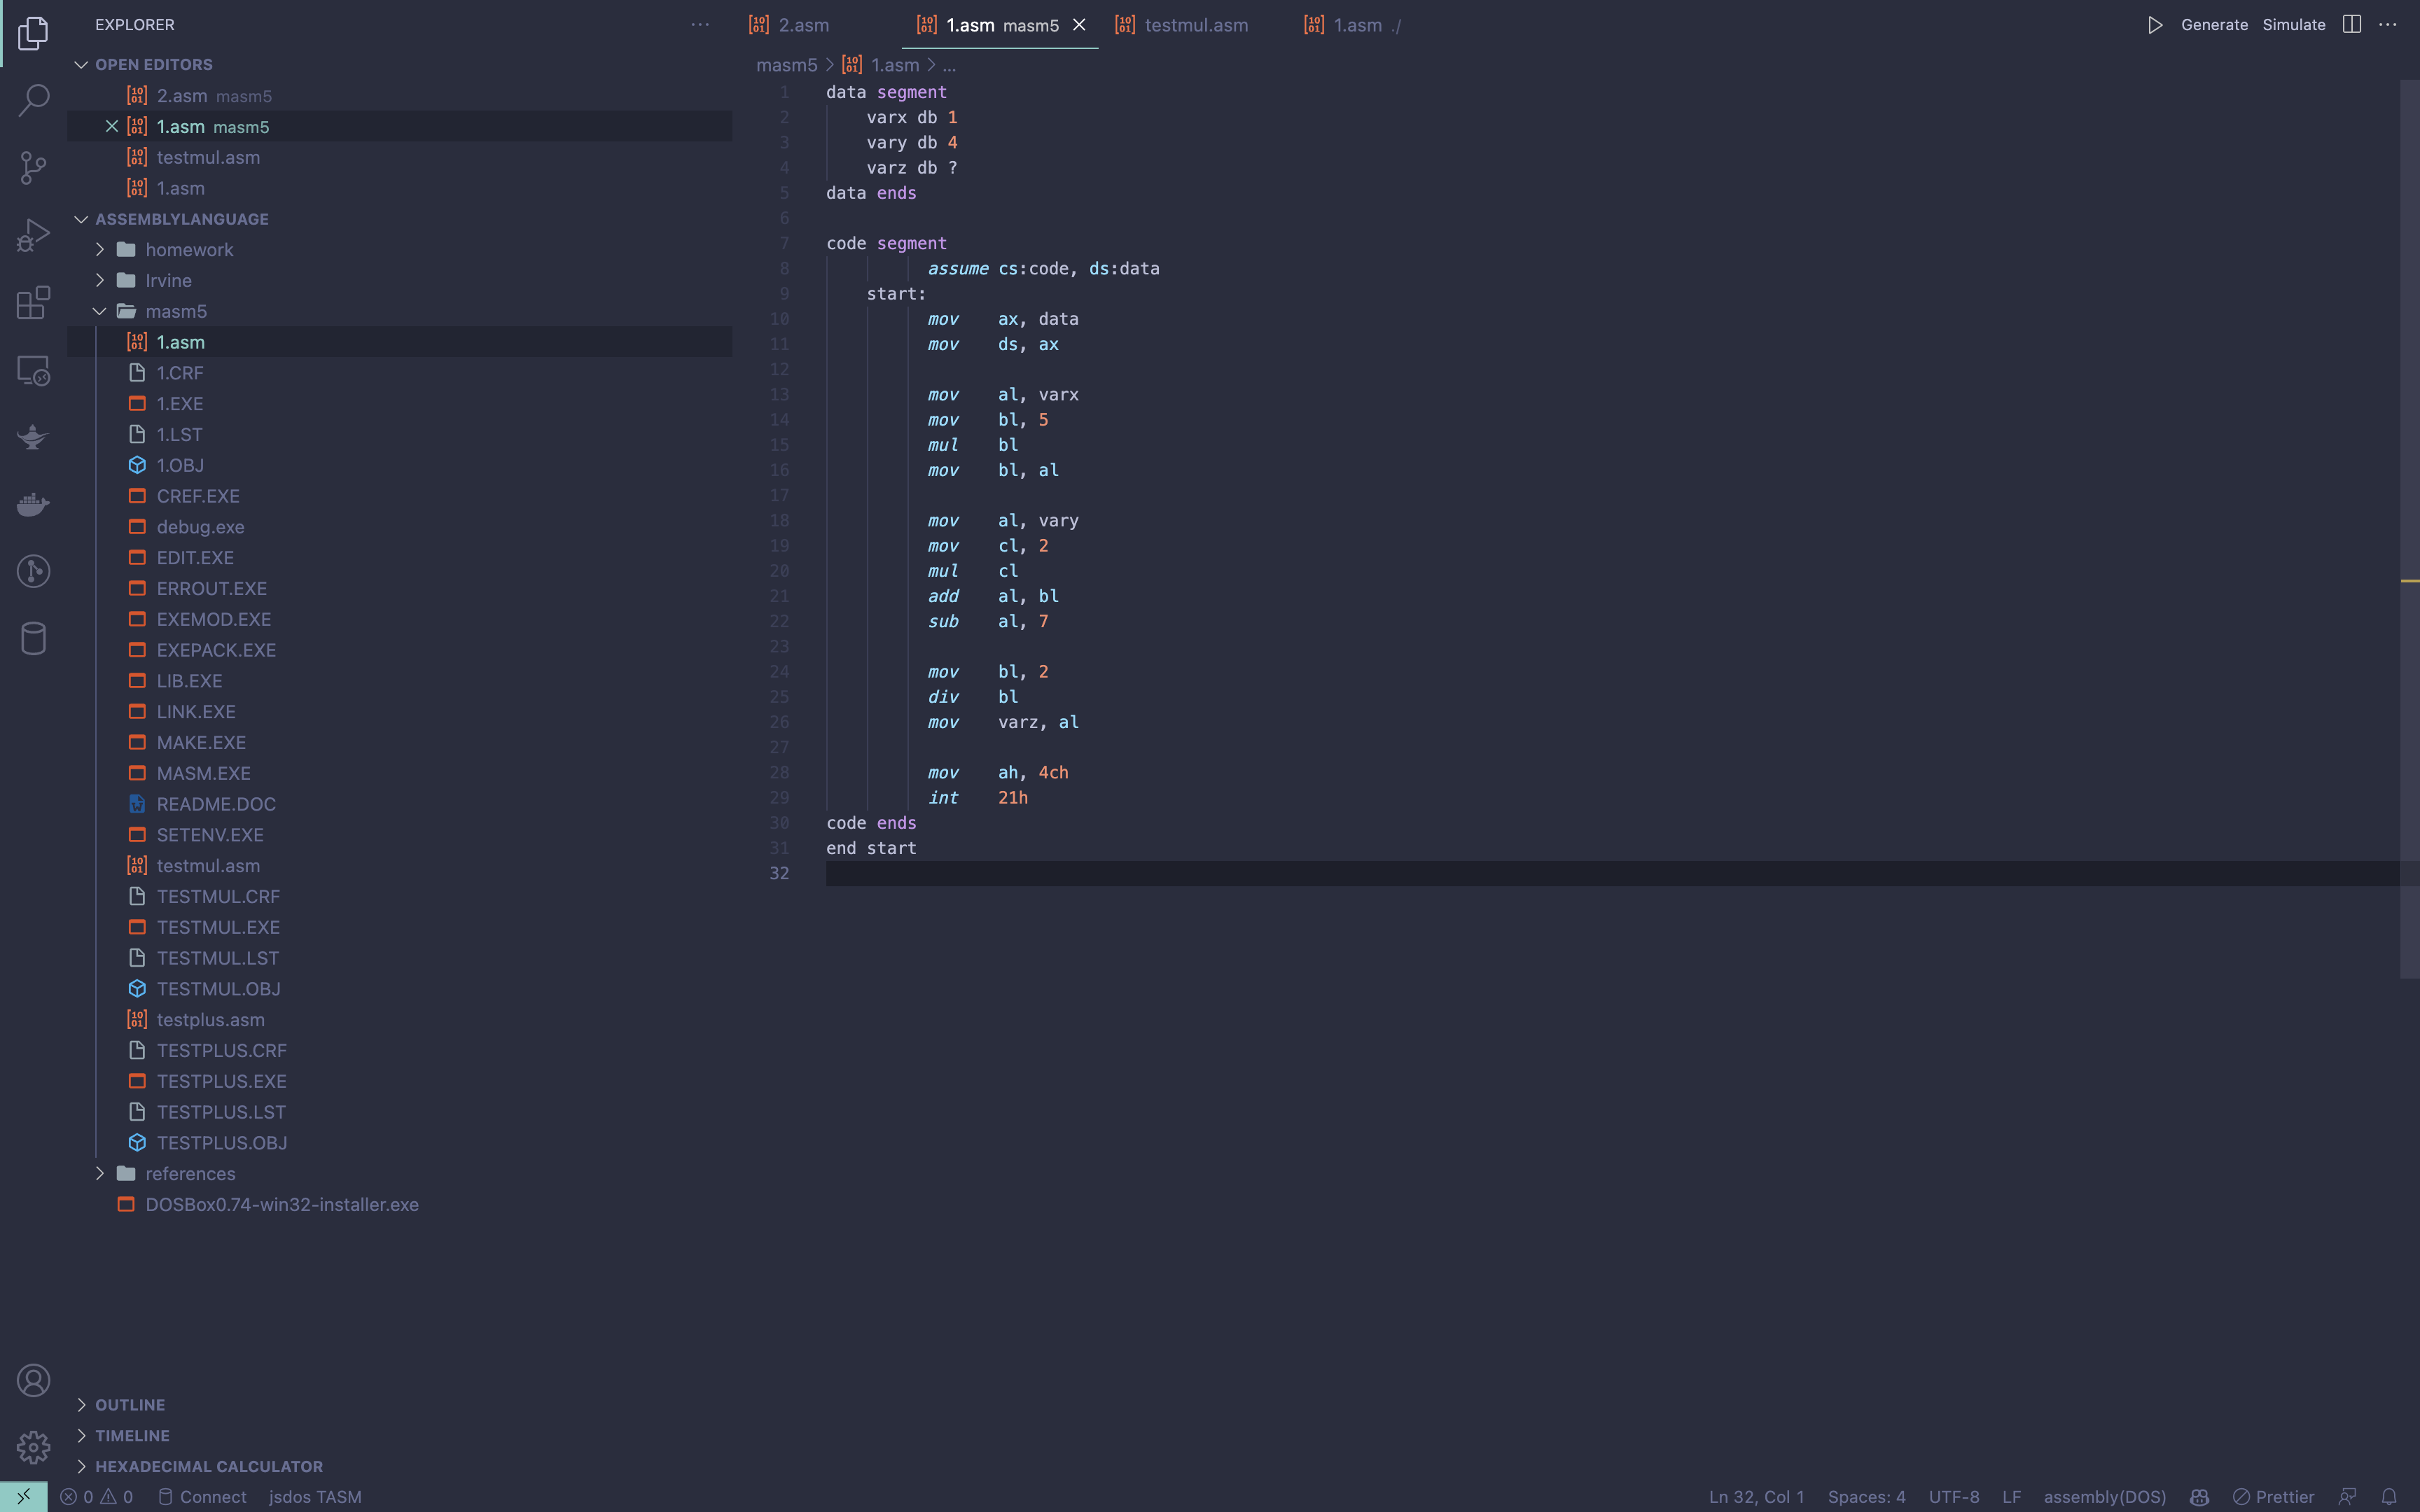 EXPLORER
OPEN EDITORS
2.asm masm5
1.asm masm5
testmul.asm
1.asm
ASSEMBLYLANGUAGE
homework
Irvine
masm5
1.asm
1.CRF
1.EXE
1.LST
1.OBJ
CREF.EXE
debug.exe
EDIT.EXE
ERROUT.EXE
EXEMOD.EXE
EXEPACK.EXE
LIB.EXE
LINK.EXE
MAKE.EXE
MASM.EXE
README.DOC
SETENV.EXE
testmul.asm
TESTMUL.CRF
TESTMUL.EXE
TESTMUL.LST
TESTMUL.OBJ
testplus.asm
TESTPLUS.CRF
TESTPLUS.EXE
TESTPLUS.LST
TESTPLUS.OBJ
references
DOSBox0.74-win32-installer.exe
OUTLINE
TIMELINE
HEXADECIMAL CALCULATOR
2.asm 1.asm masm5 testmul.asm 1.asm ./
Generate Simulate
masm5 > 1.asm > ...
1 data segment
2 varx db 1
3 vary db 4
4 varz db ?
5 data ends
6
7 code segment
8 assume cs:code, ds:data
9 start:
10 mov ax, data
11 mov ds, ax
12
13 mov al, varx
14 mov bl, 5
15 mul bl
16 mov bl, al
17
18 mov al, vary
19 mov cl, 2
20 mul cl
21 add al, bl
22 sub al, 7
23
24 mov bl, 2
25 div bl
26 mov varz, al
27
28 mov ah, 4ch
29 int 21h
30 code ends
31 end start
32
0 0 Connect jsdos TASM
Ln 32, Col 1 Spaces: 4 UTF-8 LF assembly(DOS) Prettier